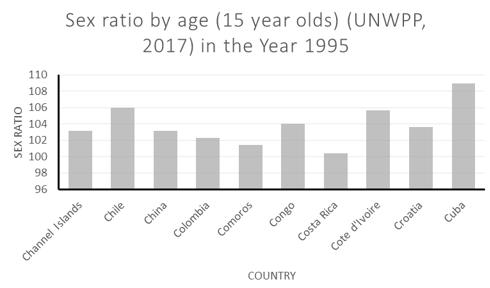 Sex ratio by age (15 year olds) (UNWPP,
2017) in the Year 1995
110
108
106
104
102
100
98
96
SEX RATIO
Channel Islands
Chile
China
Colombia
Comoros
Congo
Costa Rica
Cote d'Ivoire
Croatia
Cuba
COUNTRY